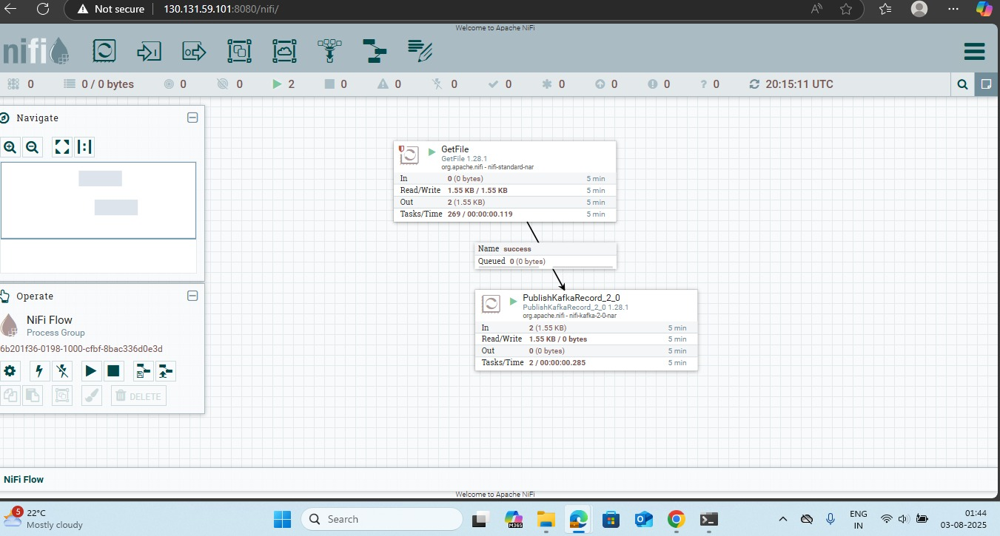 Not secure 130.131.59.101:8080/nifi/
Welcome to Apache NiFi
nifi
0 0 / 0 bytes 0 0 2 0 0 0 0 0 0 0 ? 0 20:15:11 UTC
Navigate
GetFile
GetFile 1.28.1
org.apache.nifi - nifi-standard-nar
In 0 (0 bytes) 5 min
Read/Write 1.55 KB / 1.55 KB 5 min
Out 2 (1.55 KB) 5 min
Tasks/Time 269 / 00:00:00.119 5 min
Name success
Queued 0 (0 bytes)
PublishKafkaRecord_2_0
PublishKafkaRecord_2_0 1.28.1
org.apache.nifi - nifi-kafka-2-0-nar
In 2 (1.55 KB) 5 min
Read/Write 1.55 KB / 0 bytes 5 min
Out 0 (0 bytes) 5 min
Tasks/Time 2 / 00:00:00.285 5 min
Operate
NiFi Flow
Process Group
6b201f36-0198-1000-cfbf-8bac336d0e3d
DELETE
NiFi Flow
Welcome to Apache NiFi
5
22°C
Mostly cloudy
Search
M365
ENG
IN
01:44
03-08-2025